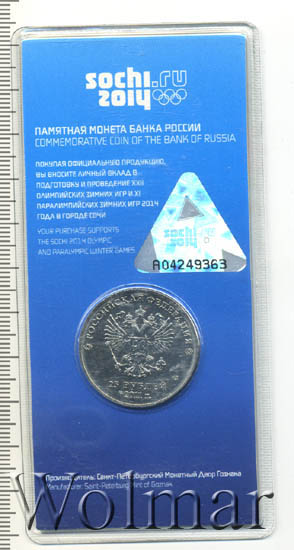 sochi.ru
2014
ПАМЯТНАЯ МОНЕТА БАНКА РОССИИ
COMMEMORATIVE COIN OF THE BANK OF RUSSIA
ПОКУПАЯ ОФИЦИАЛЬНУЮ ПРОДУКЦИЮ,
ВЫ ВНОСИТЕ ЛИЧНЫЙ ВКЛАД В
ПОДГОТОВКУ И ПРОВЕДЕНИЕ XXII
ОЛИМПИЙСКИХ ЗИМНИХ ИГР И XI
ПАРАЛИМПИЙСКИХ ЗИМНИХ ИГР 2014
ГОДА В ГОРОДЕ СОЧИ
YOUR PURCHASE SUPPORTS
THE SOCHI 2014 OLYMPIC
AND PARALYMPIC WINTER GAMES
sochi
2014
A04249363
РОССИЙСКАЯ ФЕДЕРАЦИЯ
25 РУБЛЕЙ
Производитель: Санкт-Петербургский Монетный Двор Гознака
Manufacturer: Saint-Petersburg Mint of Goznak
Wolmar